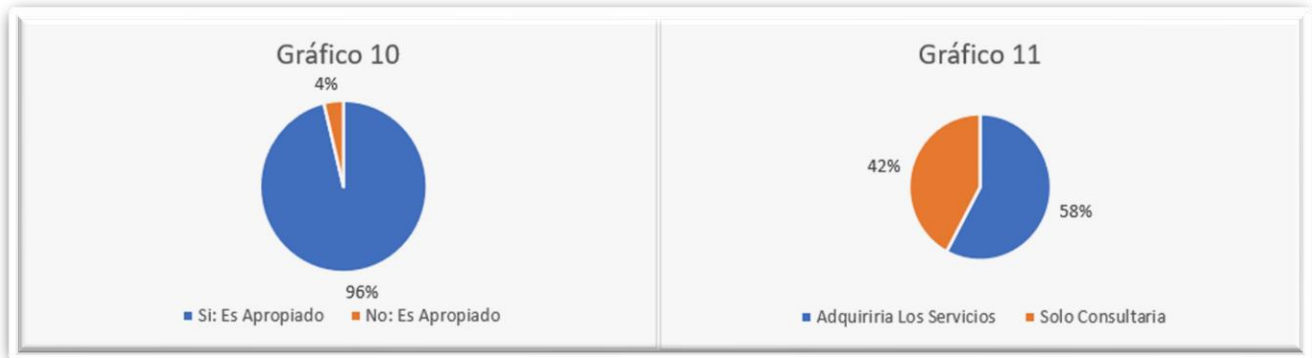 Gráfico 10
4%
96%
Si: Es Apropiado No: Es Apropiado
Gráfico 11
42%
58%
Adquiriria Los Servicios Solo Consultaria